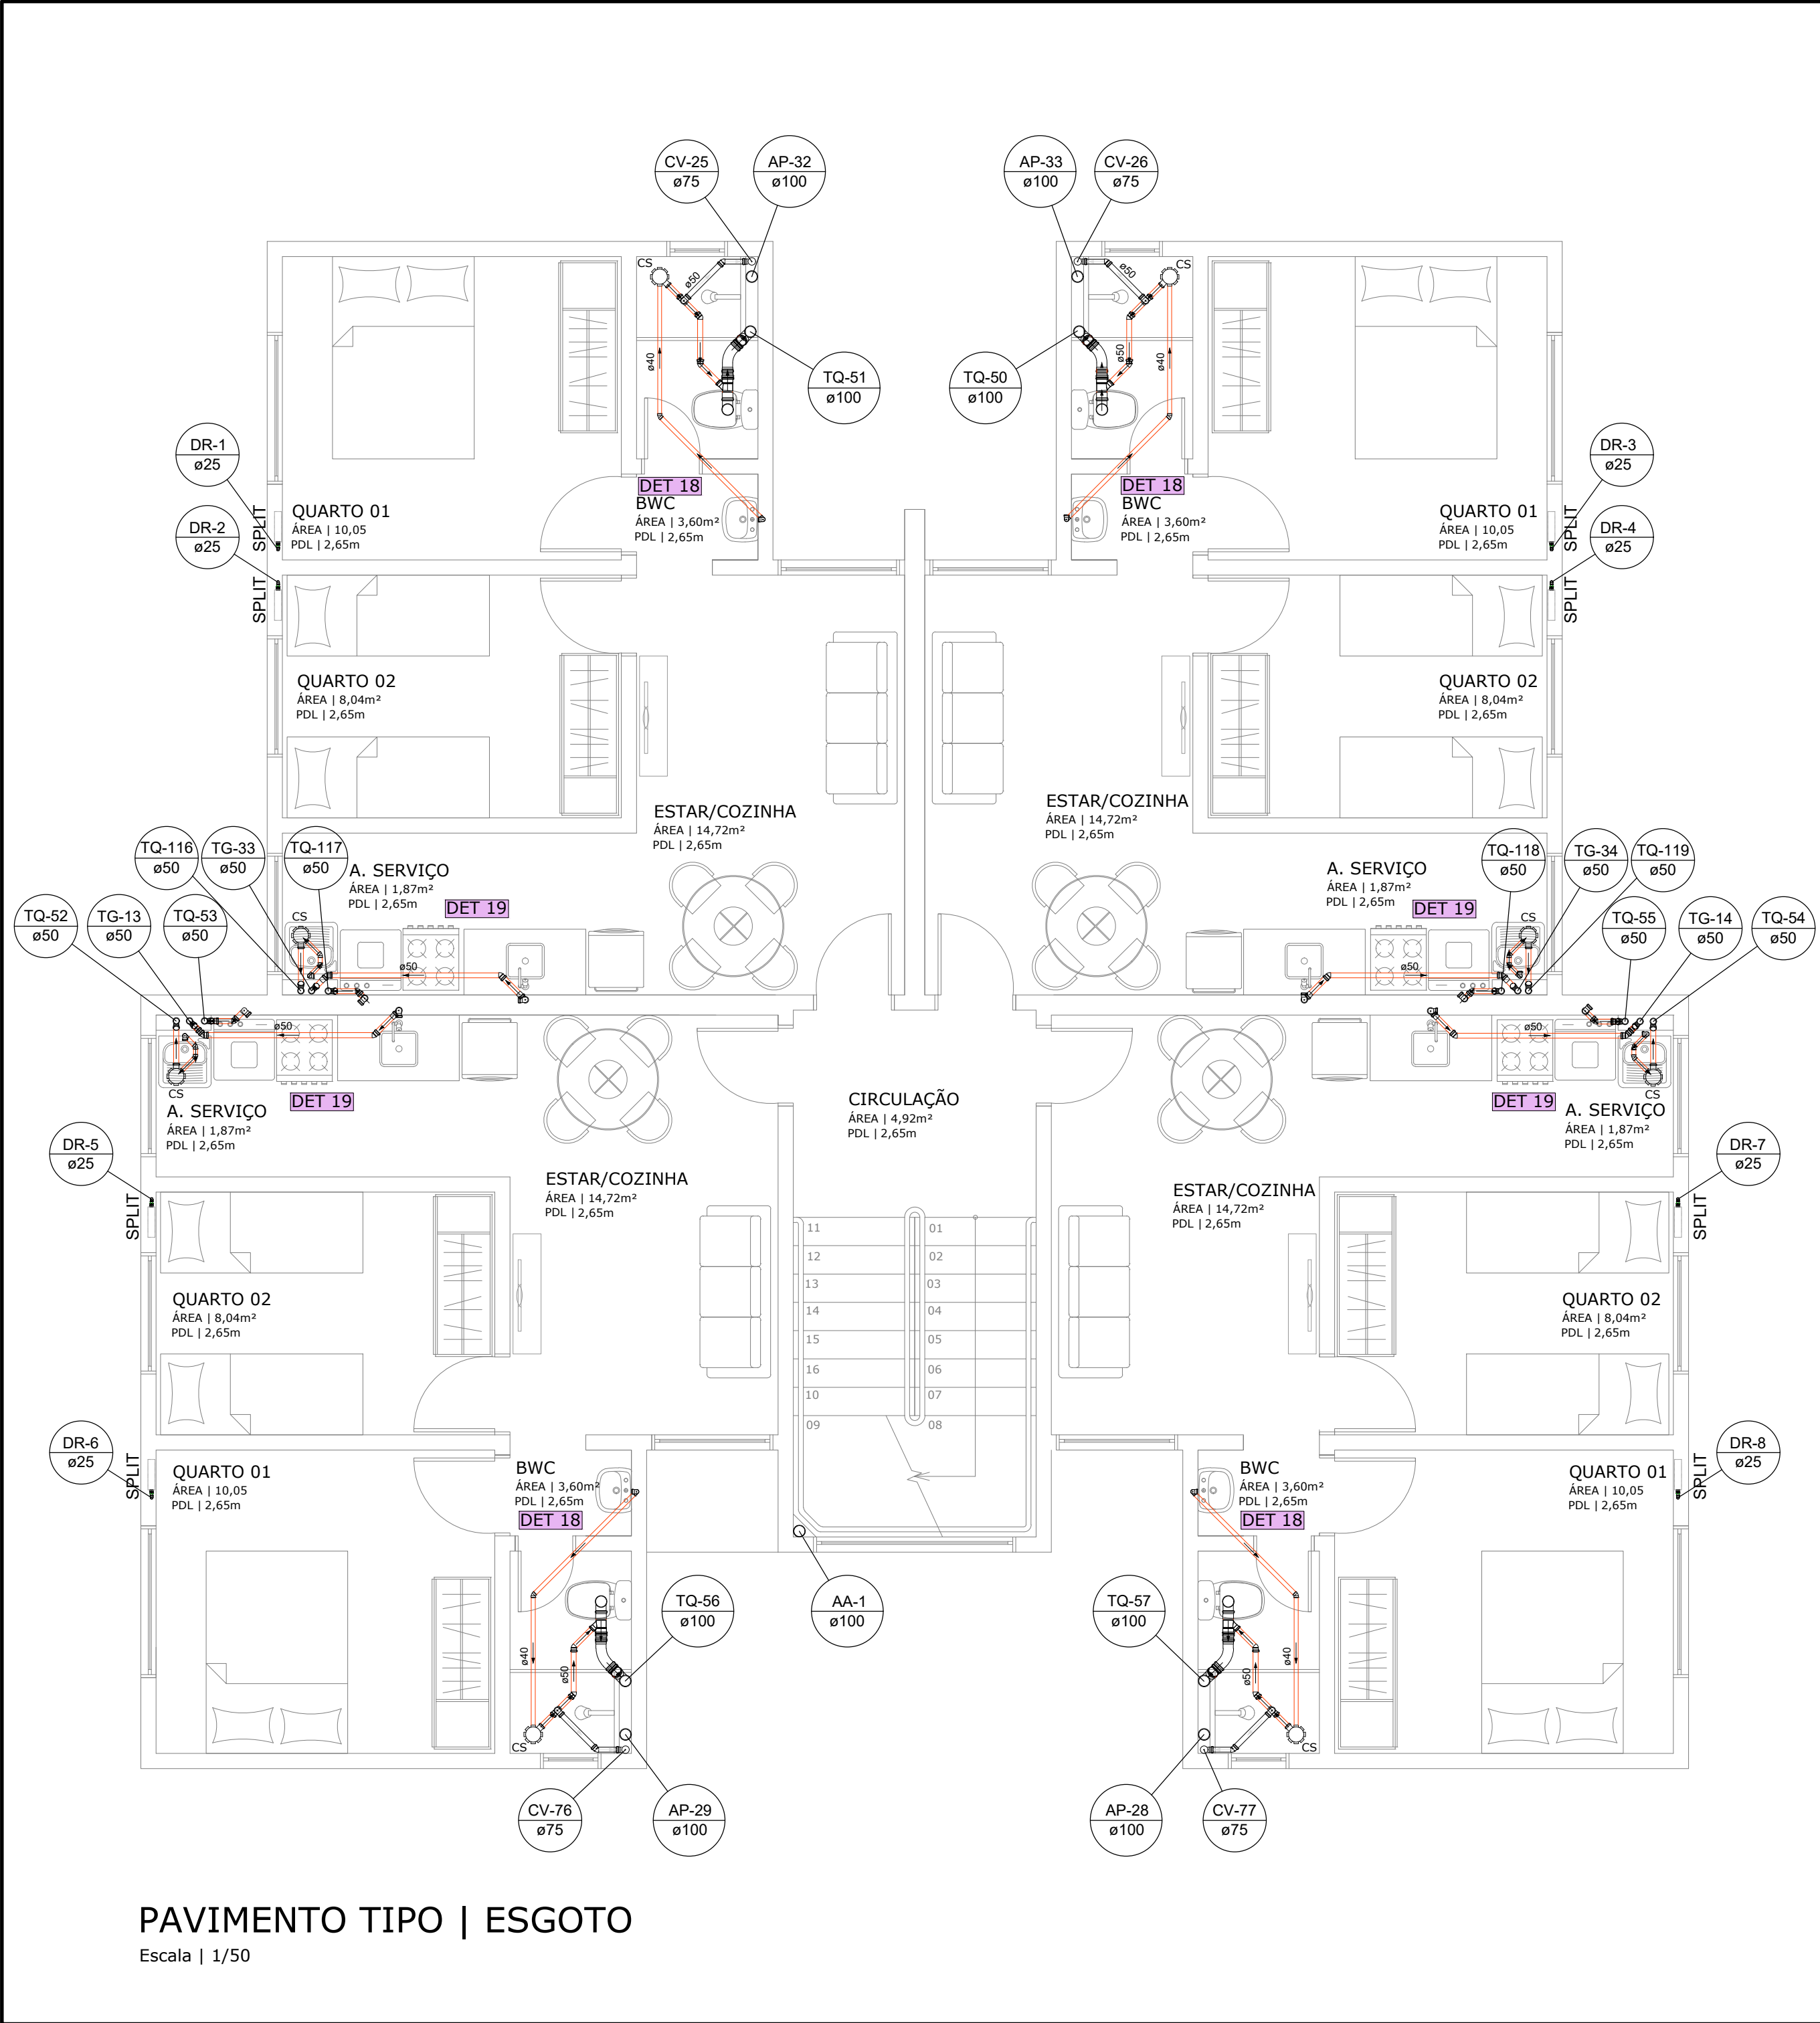 CV-25
ø75
AP-32
ø100
AP-33
ø100
CV-26
ø75
CS
ø50
ø40
TQ-51
ø100
CS
ø50
ø50
ø40
TQ-50
ø100
DR-1
ø25
DR-2
ø25
SPLIT
SPLIT
QUARTO 01
ÁREA | 10,05
PDL | 2,65m
DET 18
BWC
ÁREA | 3,60m²
PDL | 2,65m
DET 18
BWC
ÁREA | 3,60m²
PDL | 2,65m
QUARTO 01
ÁREA | 10,05
PDL | 2,65m
SPLIT
SPLIT
DR-3
ø25
DR-4
ø25
QUARTO 02
ÁREA | 8,04m²
PDL | 2,65m
QUARTO 02
ÁREA | 8,04m²
PDL | 2,65m
ESTAR/COZINHA
ÁREA | 14,72m²
PDL | 2,65m
ESTAR/COZINHA
ÁREA | 14,72m²
PDL | 2,65m
TQ-116
ø50
TG-33
ø50
TQ-117
ø50
A. SERVIÇO
ÁREA | 1,87m²
PDL | 2,65m
DET 19
A. SERVIÇO
ÁREA | 1,87m²
PDL | 2,65m
DET 19
TQ-118
ø50
TG-34
ø50
TQ-119
ø50
TQ-52
ø50
TG-13
ø50
TQ-53
ø50
CS
ø50
ø50
CS
TQ-55
ø50
TG-14
ø50
TQ-54
ø50
ø50
CS
DET 19
A. SERVIÇO
ÁREA | 1,87m²
PDL | 2,65m
CIRCULAÇÃO
ÁREA | 4,92m²
PDL | 2,65m
ø50
CS
DET 19
A. SERVIÇO
ÁREA | 1,87m²
PDL | 2,65m
DR-5
ø25
SPLIT
ESTAR/COZINHA
ÁREA | 14,72m²
PDL | 2,65m
ESTAR/COZINHA
ÁREA | 14,72m²
PDL | 2,65m
DR-7
ø25
SPLIT
11 01
12 02
13 03
14 04
15 05
16 06
10 07
09 08
QUARTO 02
ÁREA | 8,04m²
PDL | 2,65m
QUARTO 02
ÁREA | 8,04m²
PDL | 2,65m
DR-6
ø25
SPLIT
QUARTO 01
ÁREA | 10,05
PDL | 2,65m
BWC
ÁREA | 3,60m²
PDL | 2,65m
DET 18
BWC
ÁREA | 3,60m²
PDL | 2,65m
DET 18
QUARTO 01
ÁREA | 10,05
PDL | 2,65m
SPLIT
DR-8
ø25
TQ-56
ø100
AA-1
ø100
TQ-57
ø100
ø40
ø50
CS
ø50
ø40
CS
CV-76
ø75
AP-29
ø100
AP-28
ø100
CV-77
ø75
PAVIMENTO TIPO | ESGOTO
Escala | 1/50